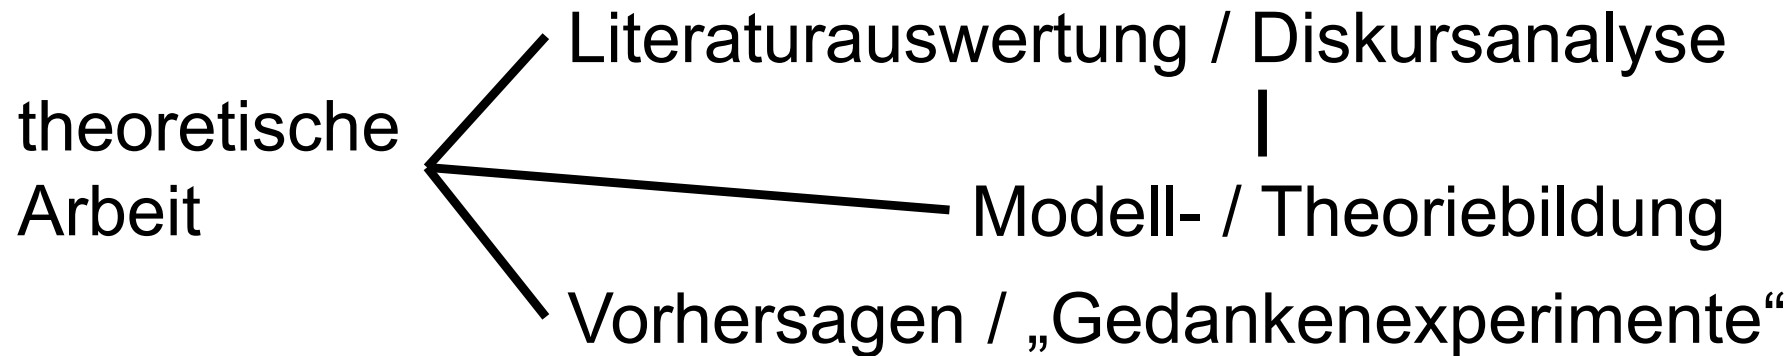 Literaturauswertung / Diskursanalyse
theoretische
Arbeit
Modell- / Theoriebildung
Vorhersagen / „Gedankenexperimente“